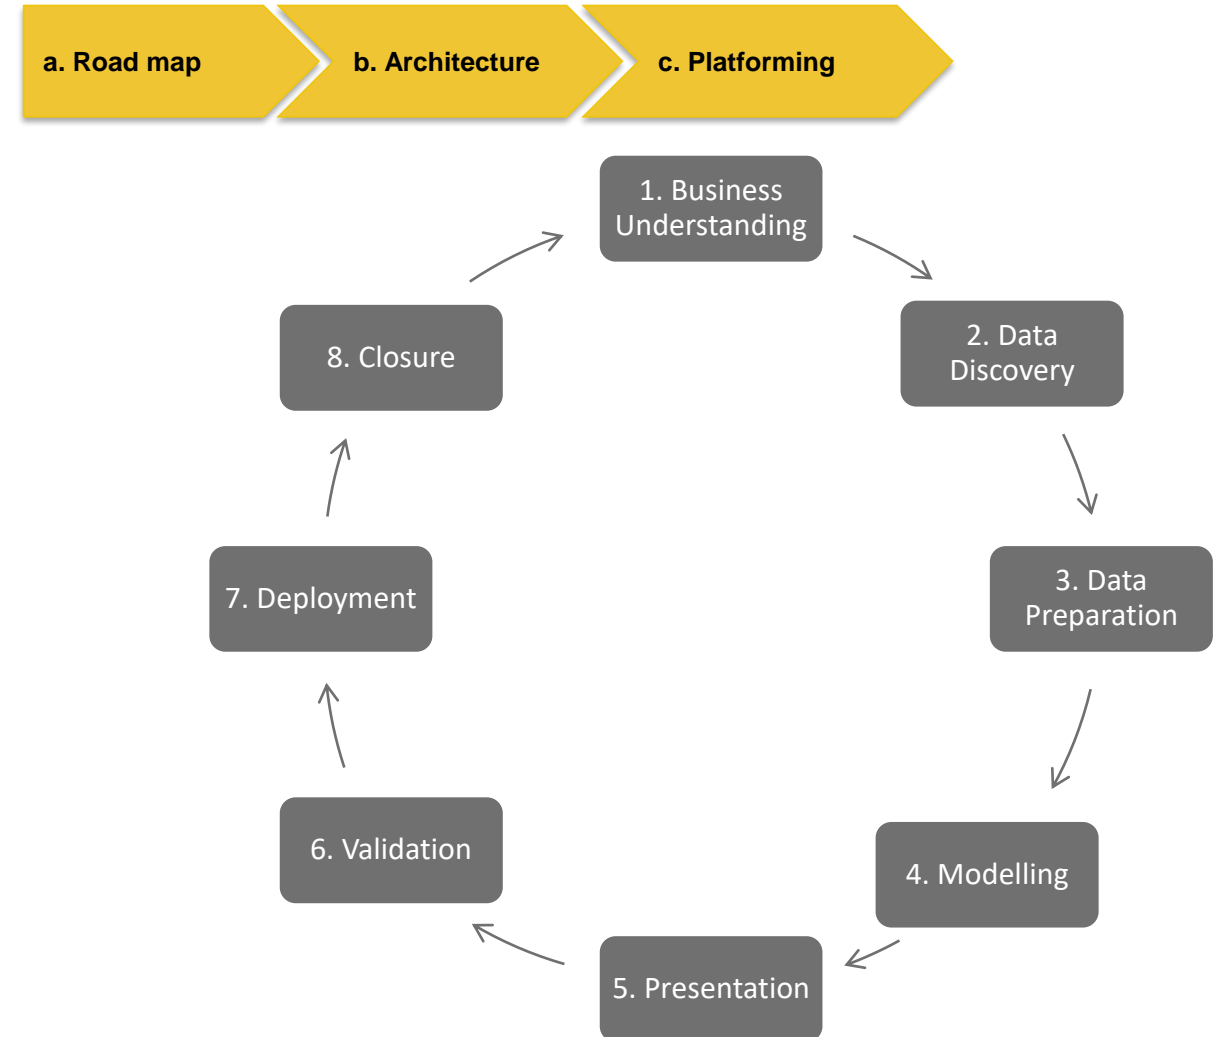 a. Road map
b. Architecture
c. Platforming
1. Business
Understanding
2. Data
Discovery
3. Data
Preparation
4. Modelling
5. Presentation
6. Validation
7. Deployment
8. Closure